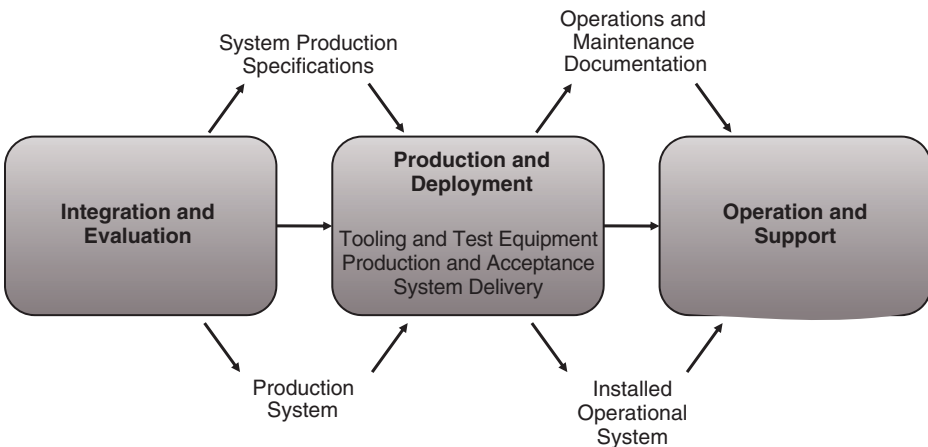 System Production
Specifications
Operations and
Maintenance
Documentation
Integration and
Evaluation
Production and
Deployment
Tooling and Test Equipment
Production and Acceptance
System Delivery
Operation and
Support
Production
System
Installed
Operational
System